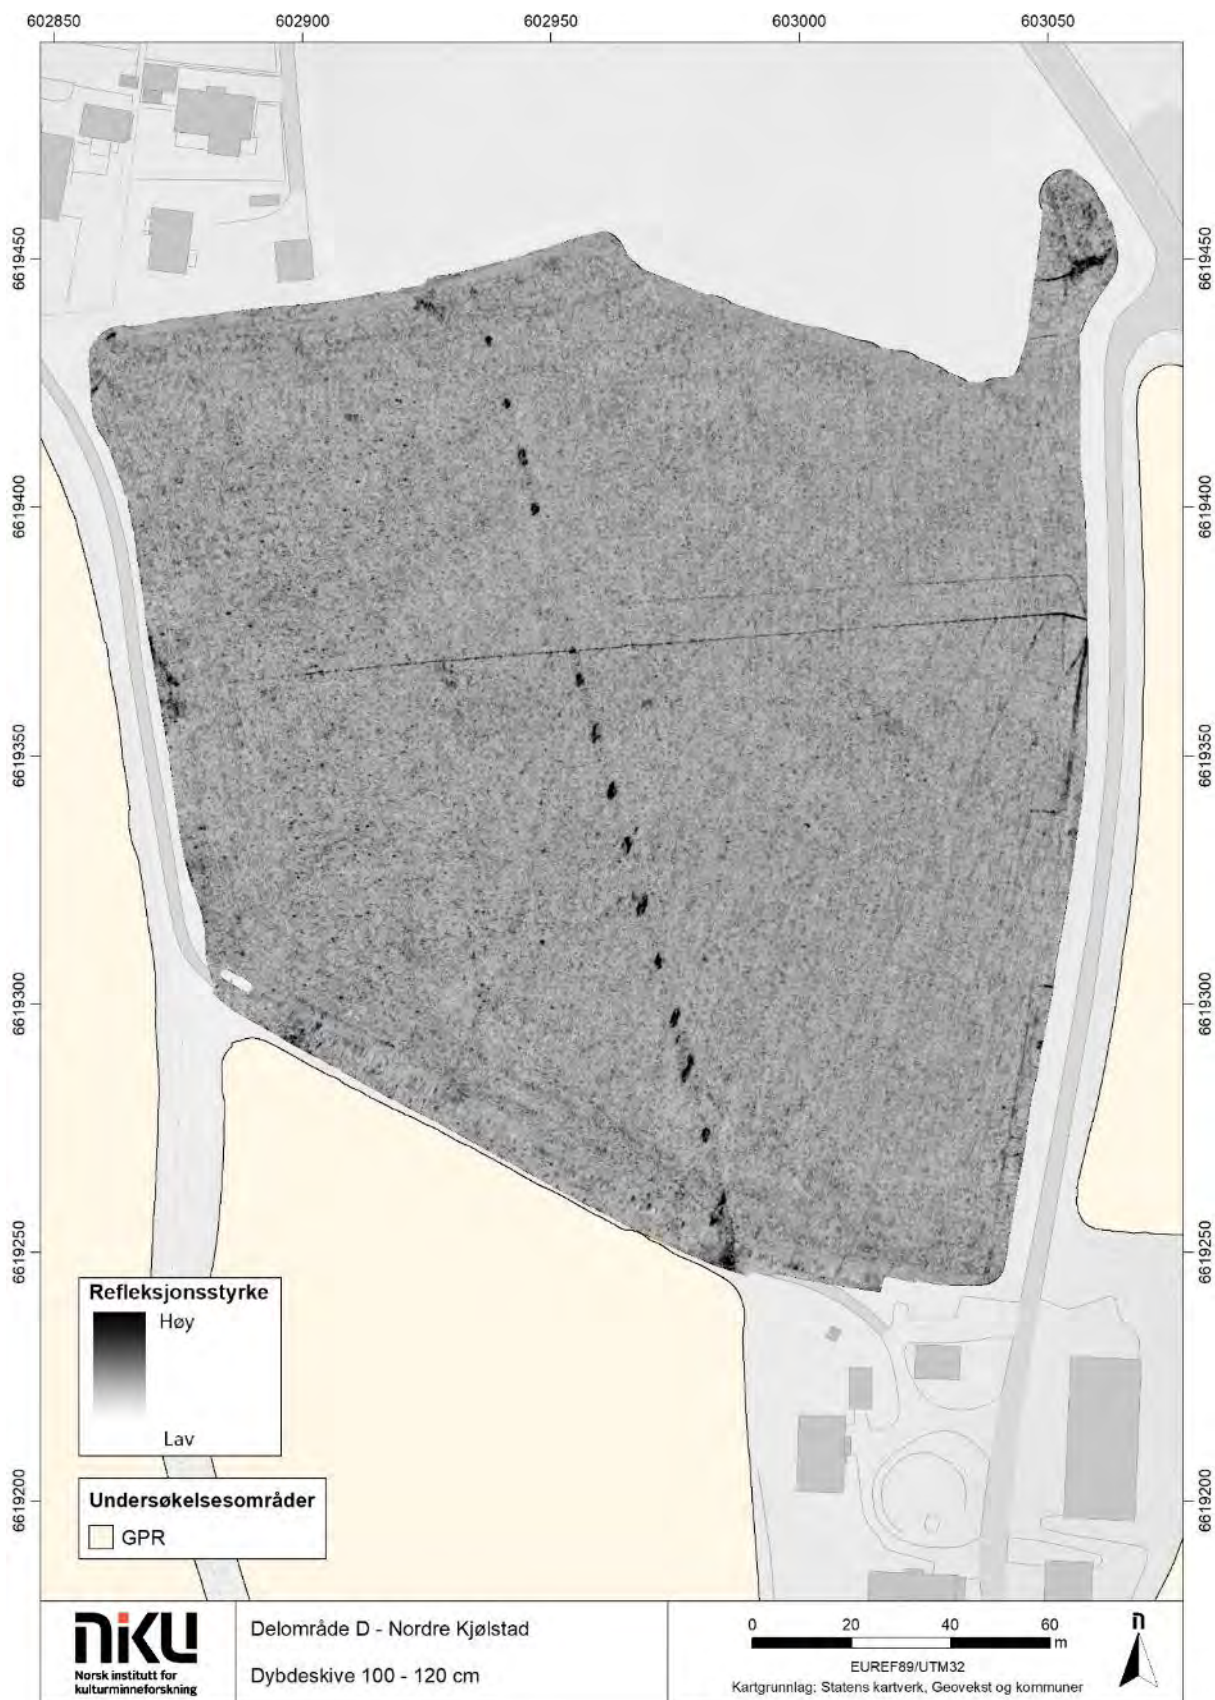 602850 602900 602950 603000 603050
6619450 6619450
6619400 6619400
6619350 6619350
6619300 6619300
6619250 6619250
6619200 6619200
Refleksjonsstyrke
Høy
Lav
Undersøkelsesområder
GPR
NIKU
Norsk institutt for
kulturminneforskning
Delområde D - Nordre Kjølstad
Dybdeskive 100 - 120 cm
0 20 40 60
m
EUREF89/UTM32
Kartgrunnlag: Statens kartverk, Geovekst og kommuner
n